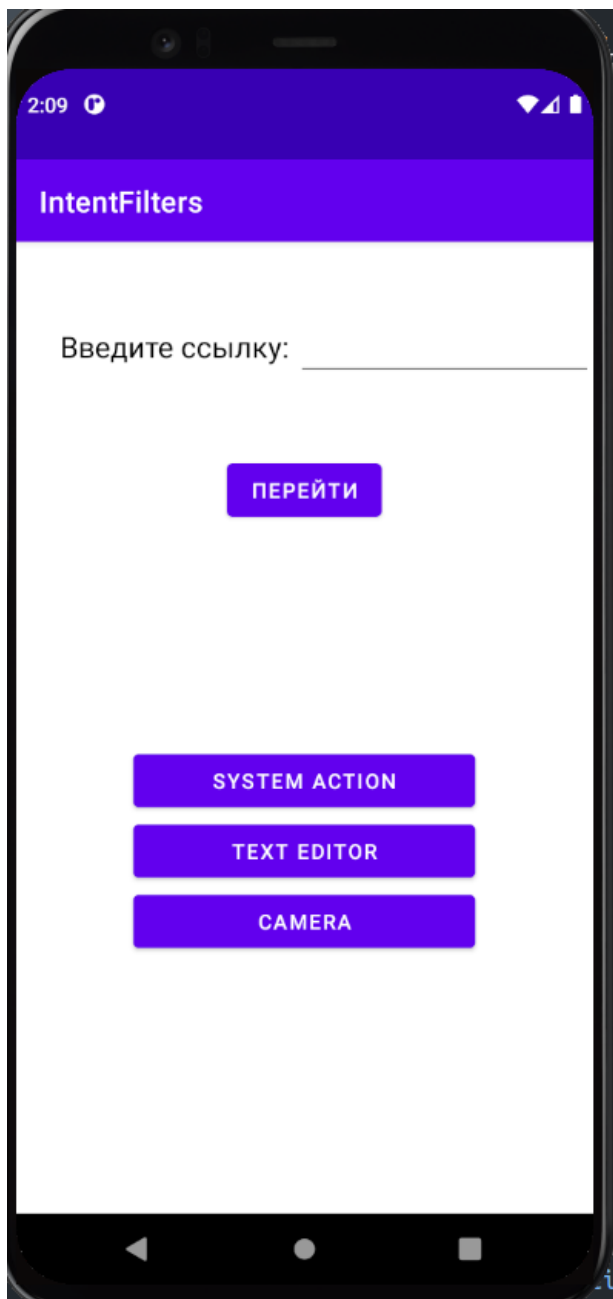 2:09
IntentFilters
Введите ссылку:
ПЕРЕЙТИ
SYSTEM ACTION
TEXT EDITOR
CAMERA